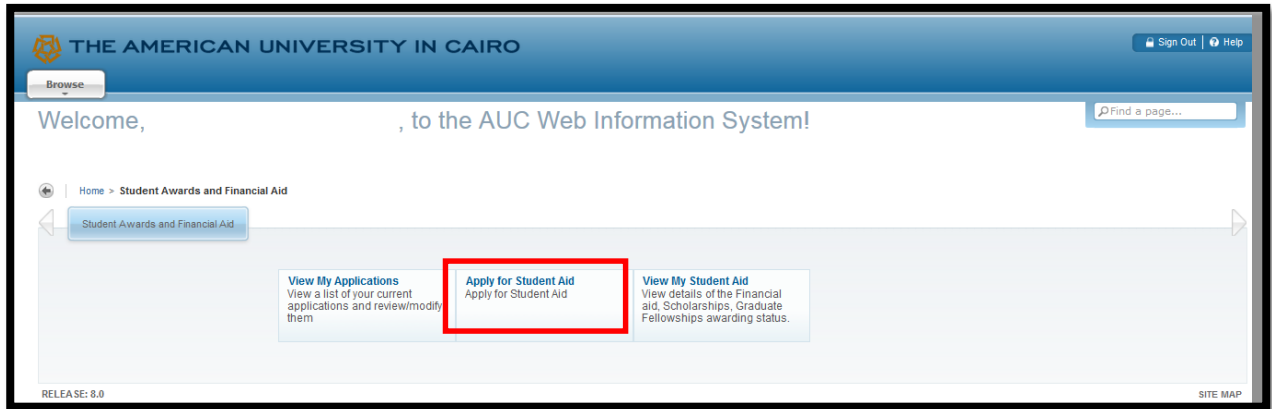 THE AMERICAN UNIVERSITY IN CAIRO
Sign Out | Help
Browse
Welcome, , to the AUC Web Information System!
Find a page...
Home > Student Awards and Financial Aid
Student Awards and Financial Aid
View My Applications
View a list of your current
applications and review/modify
them
Apply for Student Aid
Apply for Student Aid
View My Student Aid
View details of the Financial
aid, Scholarships, Graduate
Fellowships awarding status.
RELEASE: 8.0
SITE MAP